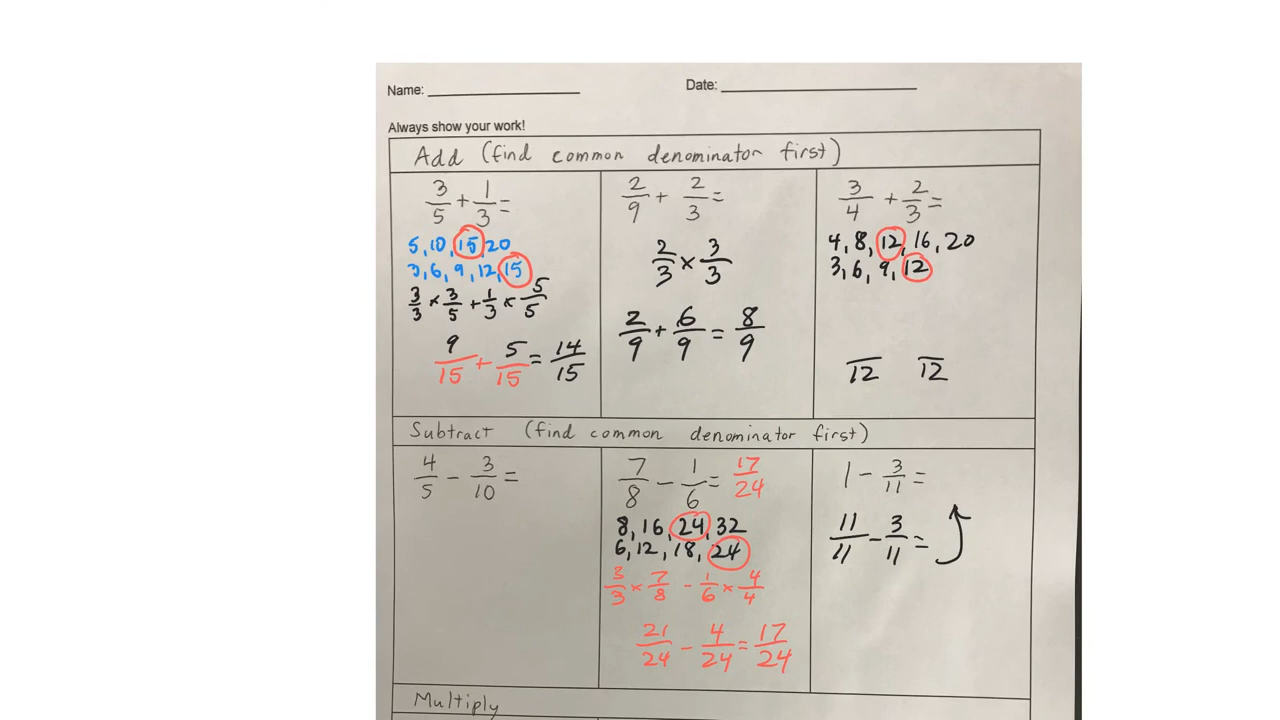 Name: ____________ Date: ____________
Always show your work!
Add (find common denominator first)
3/5 + 1/3 =
5, 10, 15, 20
3, 6, 9, 12, 15
3/3 × 3/5 + 1/3 × 5/5
9/15 + 5/15 = 14/15
2/9 + 2/3 =
2/3 × 3/3
2/9 + 6/9 = 8/9
3/4 + 2/3 =
4, 8, 12, 16, 20
3, 6, 9, 12
/12 /12
Subtract (find common denominator first)
4/5 - 3/10 =
7/8 - 1/6 = 17/24
8, 16, 24, 32
6, 12, 18, 24
3/3 × 7/8 - 1/6 × 4/4
21/24 - 4/24 = 17/24
1 - 3/11 =
11/11 - 3/11 =
Multiply